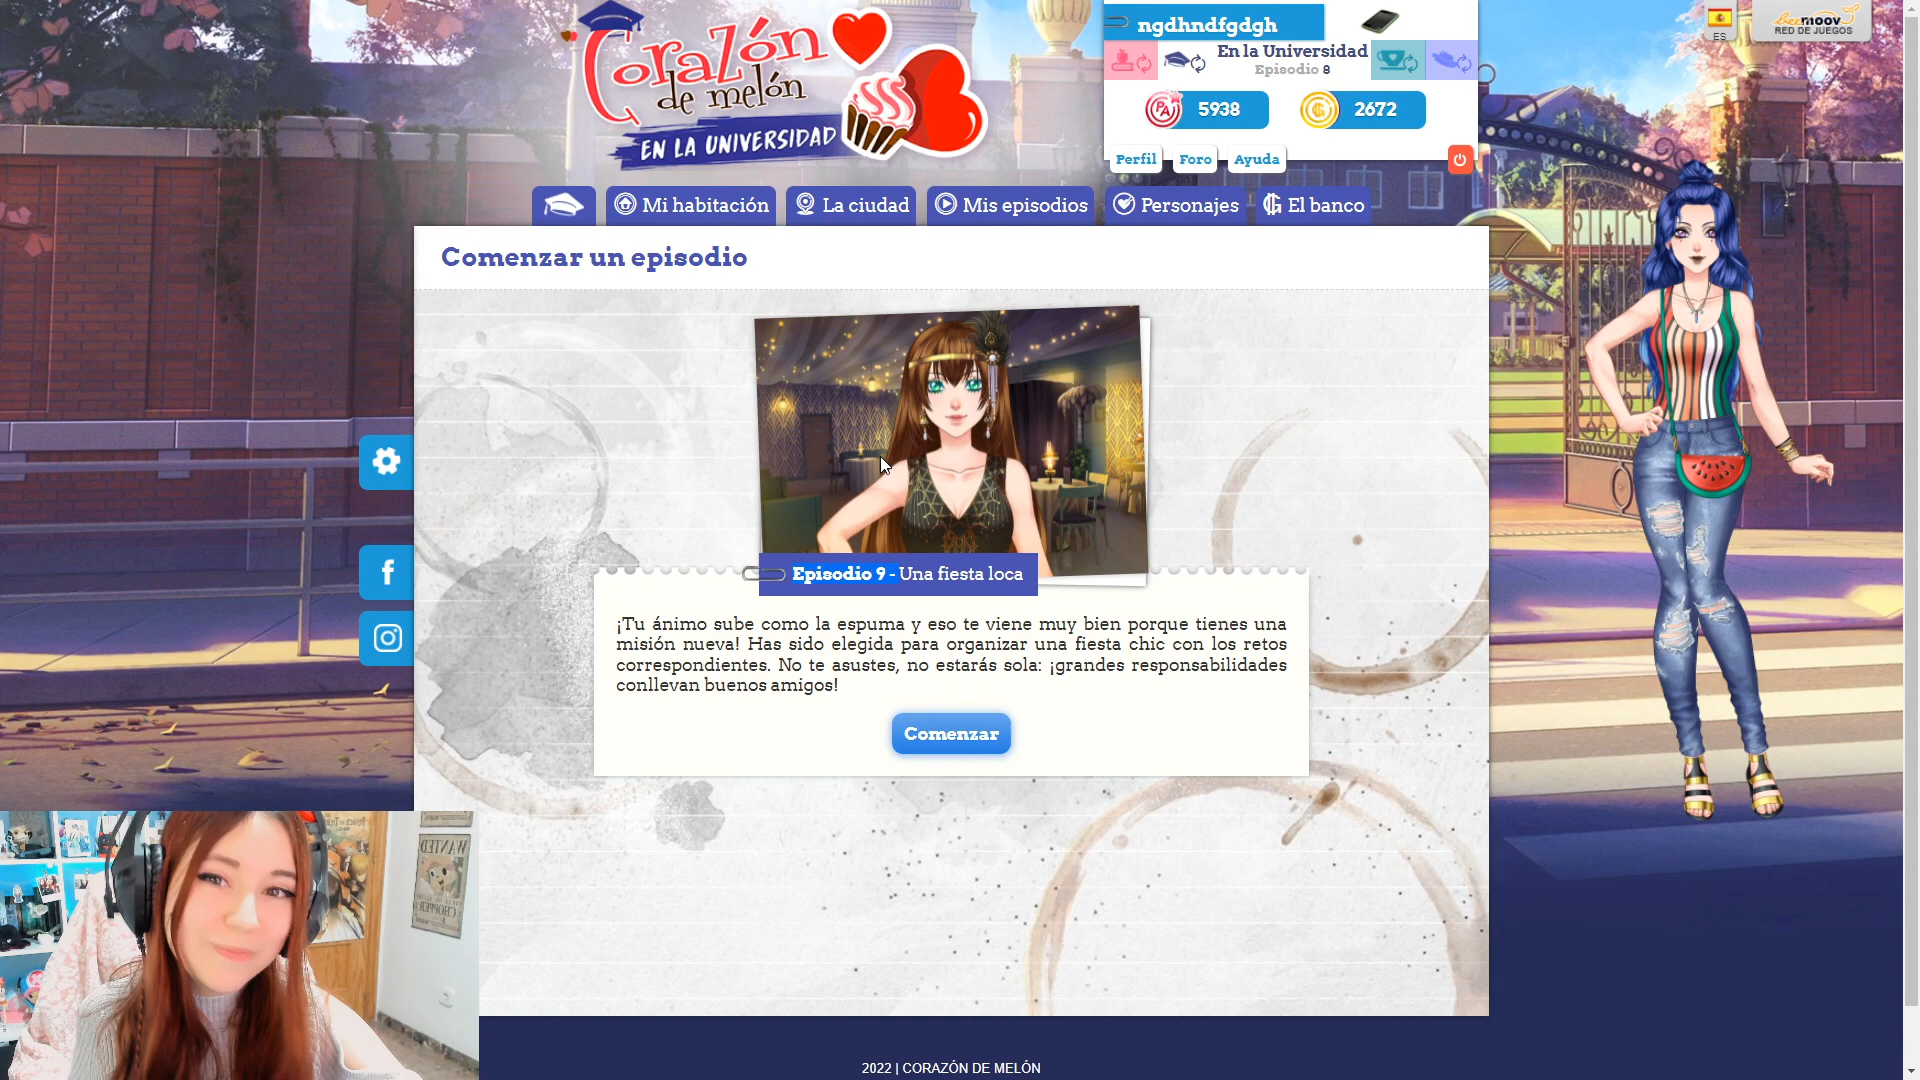 Corazón
de melón
EN LA UNIVERSIDAD
ngdhndfgdgh
En la Universidad
Episodio 8
PA
5938
2672
Perfil
Foro
Ayuda
ES
beemoov
RED DE JUEGOS
Mi habitación
La ciudad
Mis episodios
Personajes
El banco
Comenzar un episodio
Episodio 9 - Una fiesta loca
¡Tu ánimo sube como la espuma y eso te viene muy bien porque tienes una
misión nueva! Has sido elegida para organizar una fiesta chic con los retos
correspondientes. No te asustes, no estarás sola: ¡grandes responsabilidades
conllevan buenos amigos!
Comenzar
WANTED
CHOPPER
2022 | CORAZÓN DE MELÓN